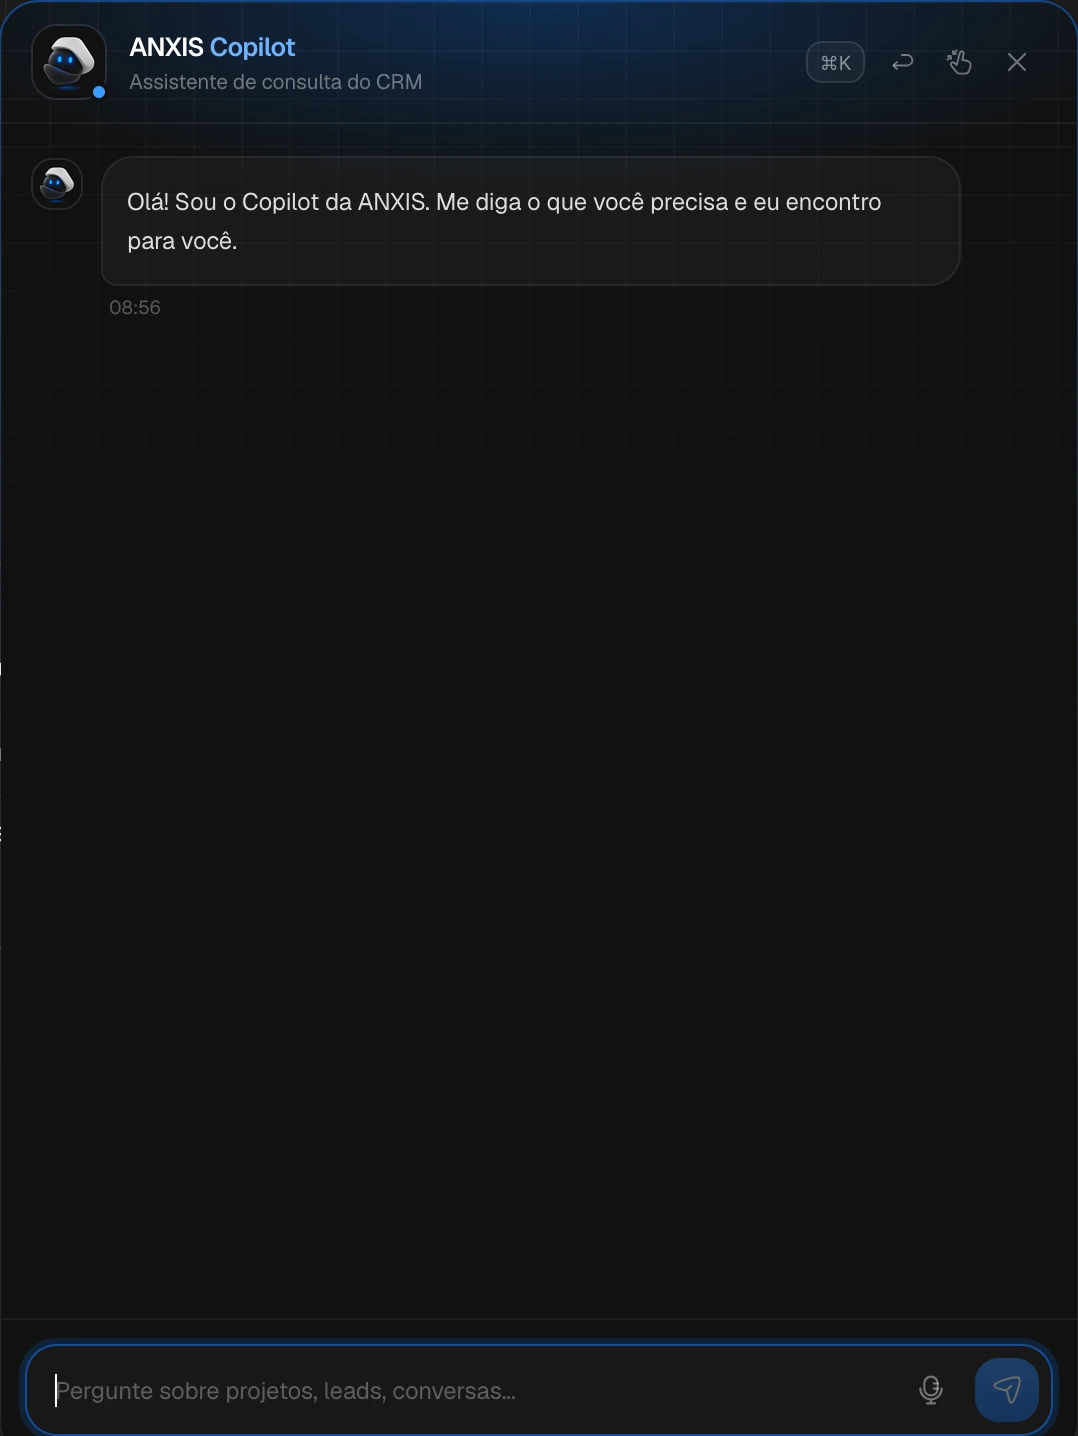 ANXIS Copilot
Assistente de consulta do CRM
⌘K
Olá! Sou o Copilot da ANXIS. Me diga o que você precisa e eu encontro
para você.
08:56
Pergunte sobre projetos, leads, conversas...